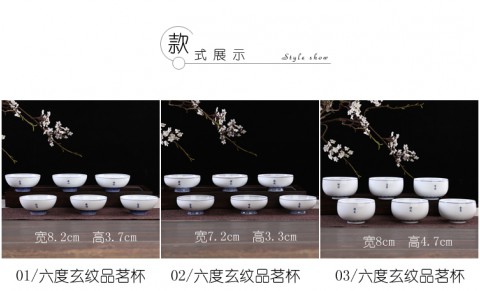 款
式展示
Style show
宽8.2cm 高3.7cm
宽7.2cm 高3.3cm
宽8cm 高4.7cm
01/六度玄纹品茗杯
02/六度玄纹品茗杯
03/六度玄纹品茗杯